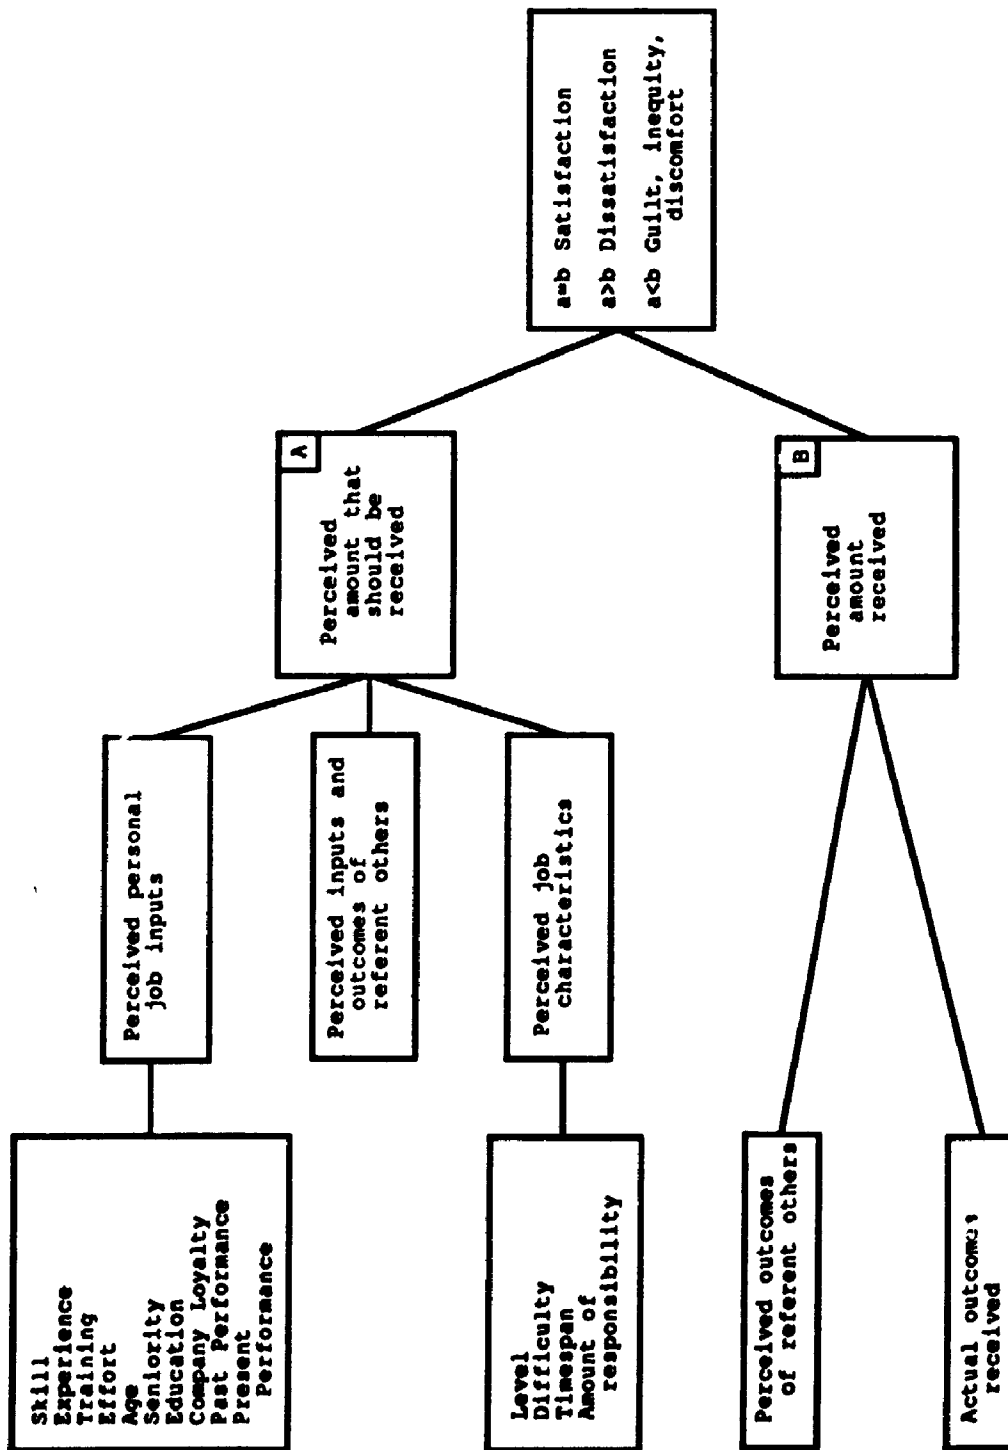 Skill
Experience
Training
Effort
Age
Seniority
Education
Company Loyalty
Past Performance
Present
Performance
Perceived personal
job inputs
Perceived inputs and
outcomes of
referent others
Level
Difficulty
Timespan
Amount of
responsibility
Perceived job
characteristics
A
Perceived
amount that
should be
received
Perceived outcomes
of referent others
Actual outcomes
received
B
Perceived
amount
received
a=b Satisfaction
a>b Dissatisfaction
a<b Guilt, inequity,
discomfort